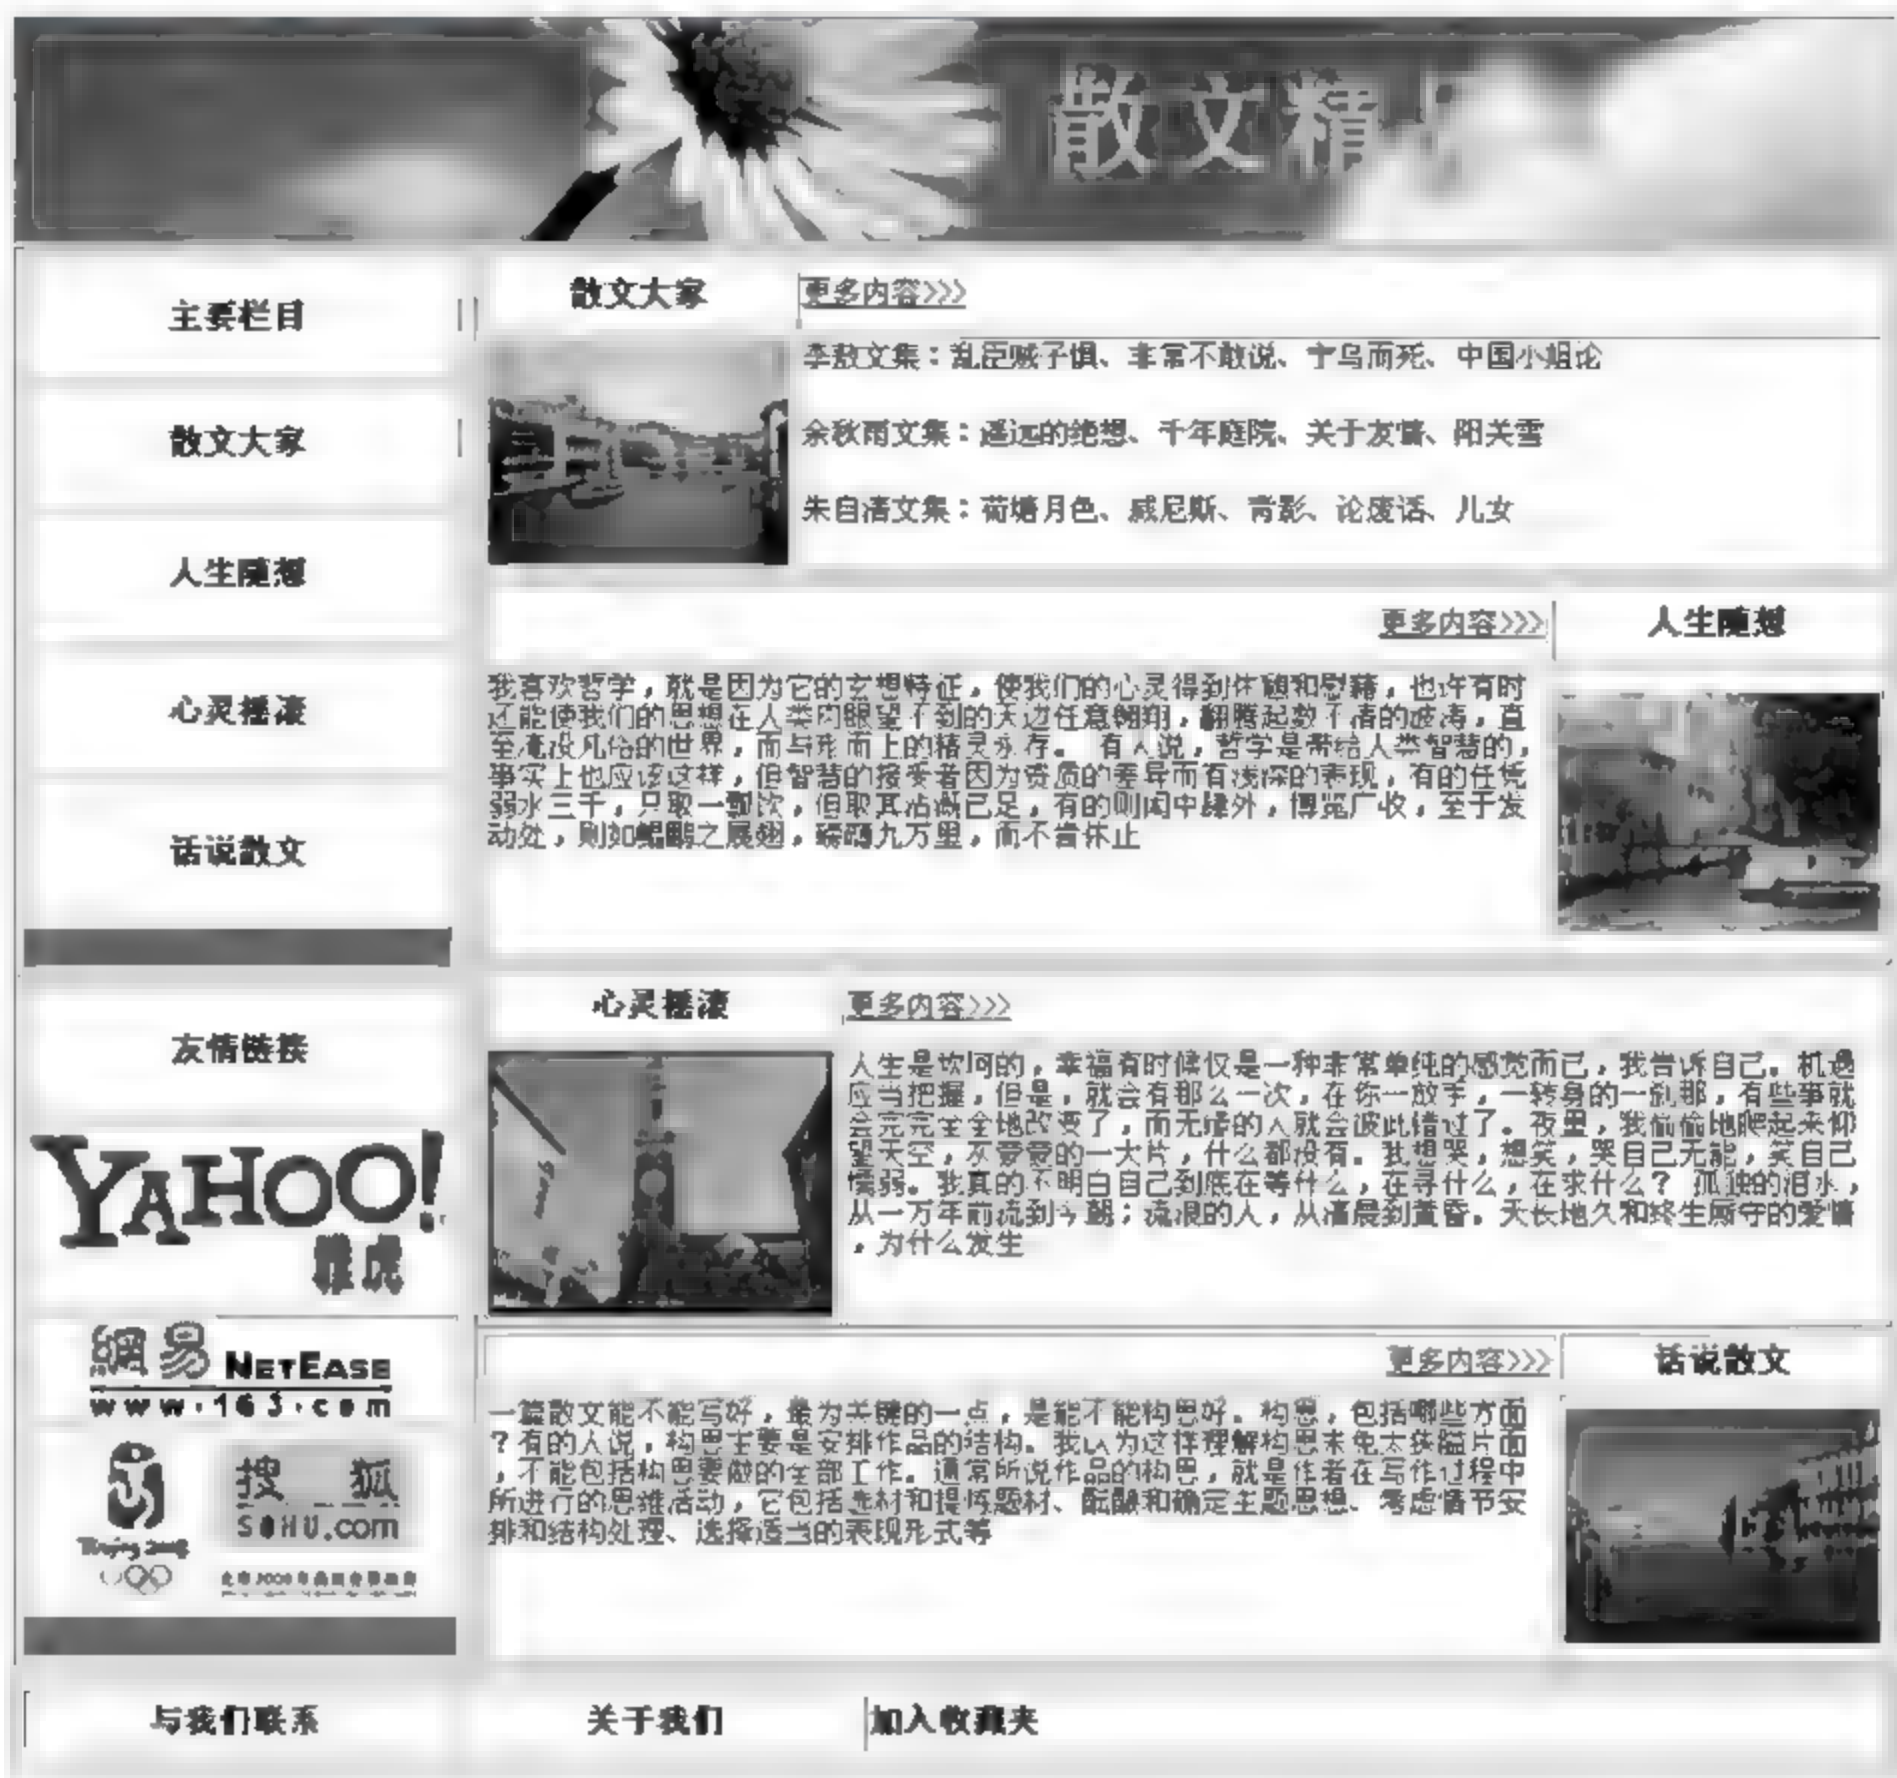 散文精
主要栏目
散文大家
人生随想
心灵摇滚
话说散文
友情链接
YAHOO!
雅虎
網易 NETEASE
www.163.com
搜 狐
SOHU.com
Beijing 2008
散文大家 更多内容>>>
李敖文集：乱臣贼子惧、非常不敢说、宁鸟而死、中国小姐论
余秋雨文集：遥远的绝想、千年庭院、关于友情、阳关雪
朱自清文集：荷塘月色、威尼斯、背影、论废话、儿女
更多内容>>> 人生随想
我喜欢哲学，就是因为它的玄想特征，使我们的心灵得到休憩和慰藉，也许有时
还能使我们的思想在人类肉眼望不到的天边任意翱翔，翻腾起数不清的波涛，直
至淹没凡俗的世界，而与形而上的精灵永存。 有人说，哲学是带给人类智慧的，
事实上也应该这样，但智慧的接受者因为资质的差异而有浅深的表现，有的任凭
弱水三千，只取一瓢饮，但取其沾溉已足，有的则闳中肆外，博览广收，至于发
动处，则如鲲鹏之展翅，磅礴九万里，而不肯休止
心灵摇滚 更多内容>>>
人生是坎坷的，幸福有时候仅是一种非常单纯的感觉而已，我告诉自己。机遇
应当把握，但是，就会有那么一次，在你一放手，一转身的一刹那，有些事就
会完完全全地改变了，而无缘的人就会彼此错过了。夜里，我偷偷地爬起来仰
望天空，灰蒙蒙的一大片，什么都没有。我想哭，想笑，哭自己无能，笑自己
懦弱。我真的不明白自己到底在等什么，在寻什么，在求什么？ 孤独的泪水，
从一万年前流到今朝；流浪的人，从清晨到黄昏。天长地久和终生厮守的爱情
，为什么发生
更多内容>>> 话说散文
一篇散文能不能写好，最为关键的一点，是能不能构思好。构思，包括哪些方面
？有的人说，构思主要是安排作品的结构。我认为这样理解构思未免太狭隘片面
，不能包括构思要做的全部工作。通常所说作品的构思，就是作者在写作过程中
所进行的思维活动，它包括选材和提炼题材、酝酿和确定主题思想、考虑情节安
排和结构处理、选择适当的表现形式等
与我们联系 关于我们 加入收藏夹